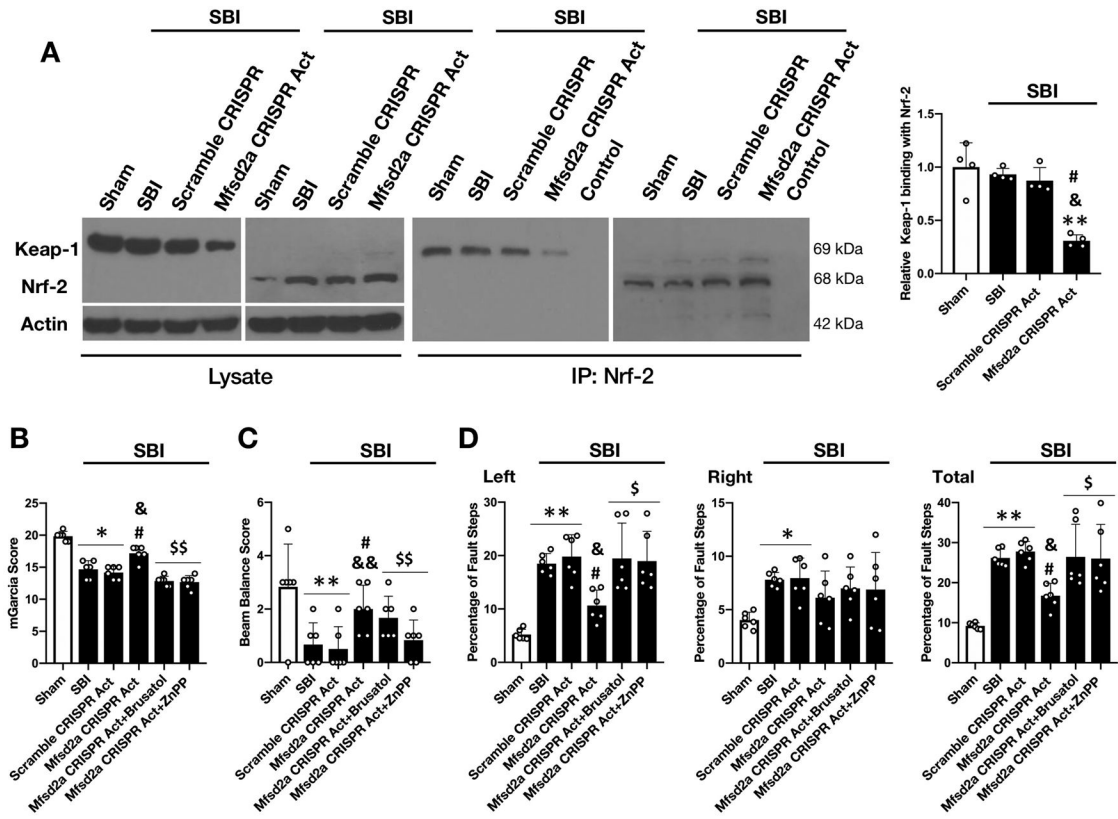 A
SBI SBI SBI SBI
Sham SBI Scramble CRISPR Mfsd2a CRISPR Act
Sham SBI Scramble CRISPR Mfsd2a CRISPR Act
Sham SBI Scramble CRISPR Mfsd2a CRISPR Act Control
Sham SBI Scramble CRISPR Mfsd2a CRISPR Act Control
Keap-1 69 kDa
Nrf-2 68 kDa
Actin 42 kDa
Lysate IP: Nrf-2
SBI
Relative Keap-1 binding with Nrf-2
1.5
1.0
0.5
0.0
#
&
**
Sham
SBI
Scramble CRISPR Act
Mfsd2a CRISPR Act
B
SBI
mGarcia Score
25
20
15
10
5
0
*
&
#
$$
Sham
SBI
Scramble CRISPR Act
Mfsd2a CRISPR Act
Mfsd2a CRISPR Act+Brusatol
Mfsd2a CRISPR Act+ZnPP
C
SBI
Beam Balance Score
6
4
2
0
**
#
&&
$$
Sham
SBI
Scramble CRISPR Act
Mfsd2a CRISPR Act
Mfsd2a CRISPR Act+Brusatol
Mfsd2a CRISPR Act+ZnPP
D
SBI
Left
Percentage of Fault Steps
30
20
10
0
**
&
#
$
Sham
SBI
Scramble CRISPR Act
Mfsd2a CRISPR Act
Mfsd2a CRISPR Act+Brusatol
Mfsd2a CRISPR Act+ZnPP
SBI
Right
Percentage of Fault Steps
15
10
5
0
*
Sham
SBI
Scramble CRISPR Act
Mfsd2a CRISPR Act
Mfsd2a CRISPR Act+Brusatol
Mfsd2a CRISPR Act+ZnPP
SBI
Total
Percentage of Fault Steps
40
30
20
10
0
**
&
#
$
Sham
SBI
Scramble CRISPR Act
Mfsd2a CRISPR Act
Mfsd2a CRISPR Act+Brusatol
Mfsd2a CRISPR Act+ZnPP